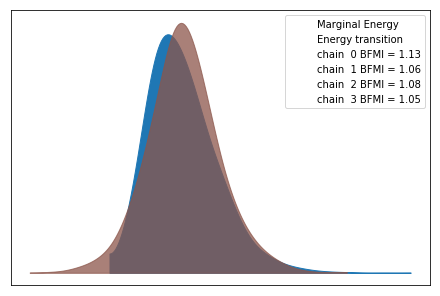 Marginal Energy
Energy transition
chain  0 BFMI = 1.13
chain  1 BFMI = 1.06
chain  2 BFMI = 1.08
chain  3 BFMI = 1.05